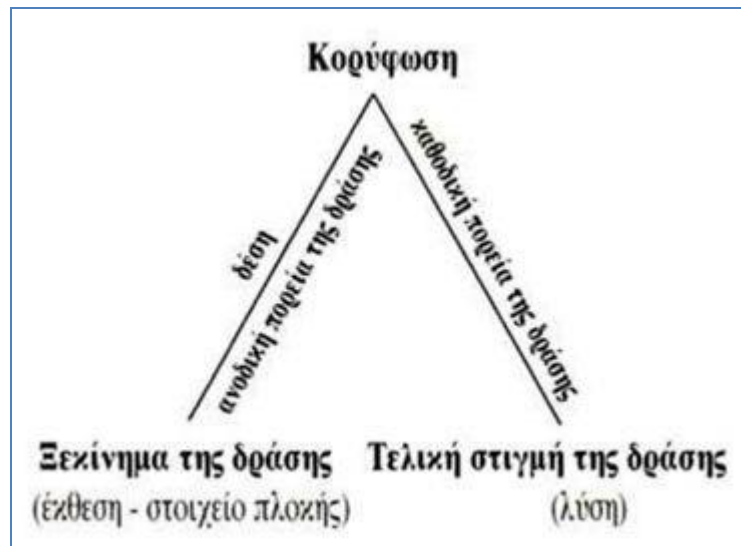 Κορύφωση
δέση
ανοδική πορεία της δράσης
καθοδική πορεία της δράσης
Ξεκίνημα της δράσης
(έκθεση - στοιχείο πλοκής)
Τελική στιγμή της δράσης
(λύση)